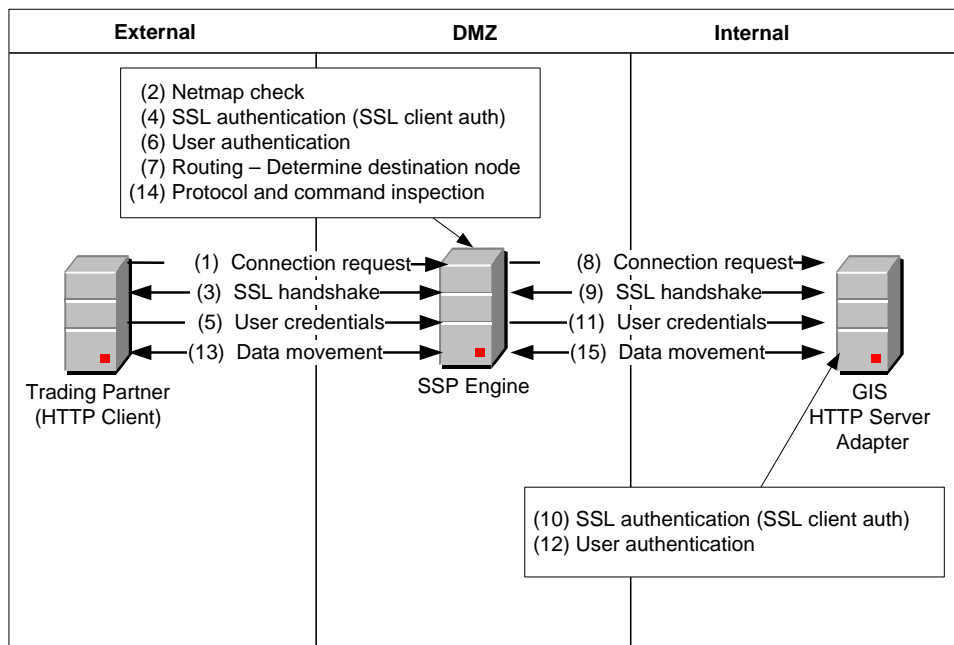 External
DMZ
Internal
(2) Netmap check
(4) SSL authentication (SSL client auth)
(6) User authentication
(7) Routing – Determine destination node
(14) Protocol and command inspection
(1) Connection request
(8) Connection request
(3) SSL handshake
(9) SSL handshake
(5) User credentials
(11) User credentials
(13) Data movement
(15) Data movement
Trading Partner
(HTTP Client)
SSP Engine
GIS
HTTP Server
Adapter
(10) SSL authentication (SSL client auth)
(12) User authentication